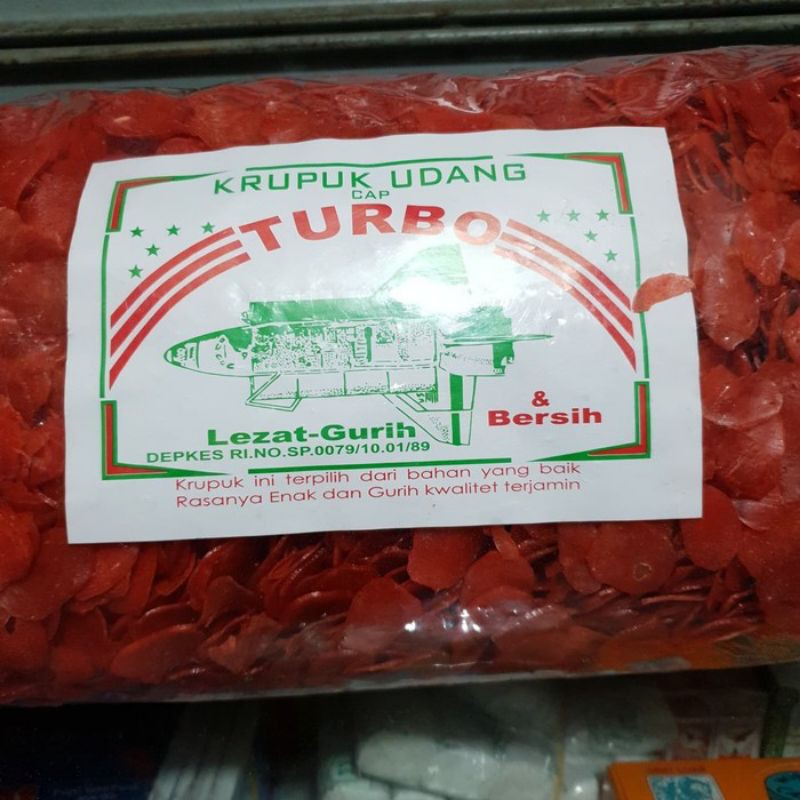 KRUPUK UDANG
CAP
TURBO
Lezat-Gurih
&
Bersih
DEPKES RI.NO.SP.0079/10.01/89
Krupuk ini terpilih dari bahan yang baik
Rasanya Enak dan Gurih kwalitet terjamin